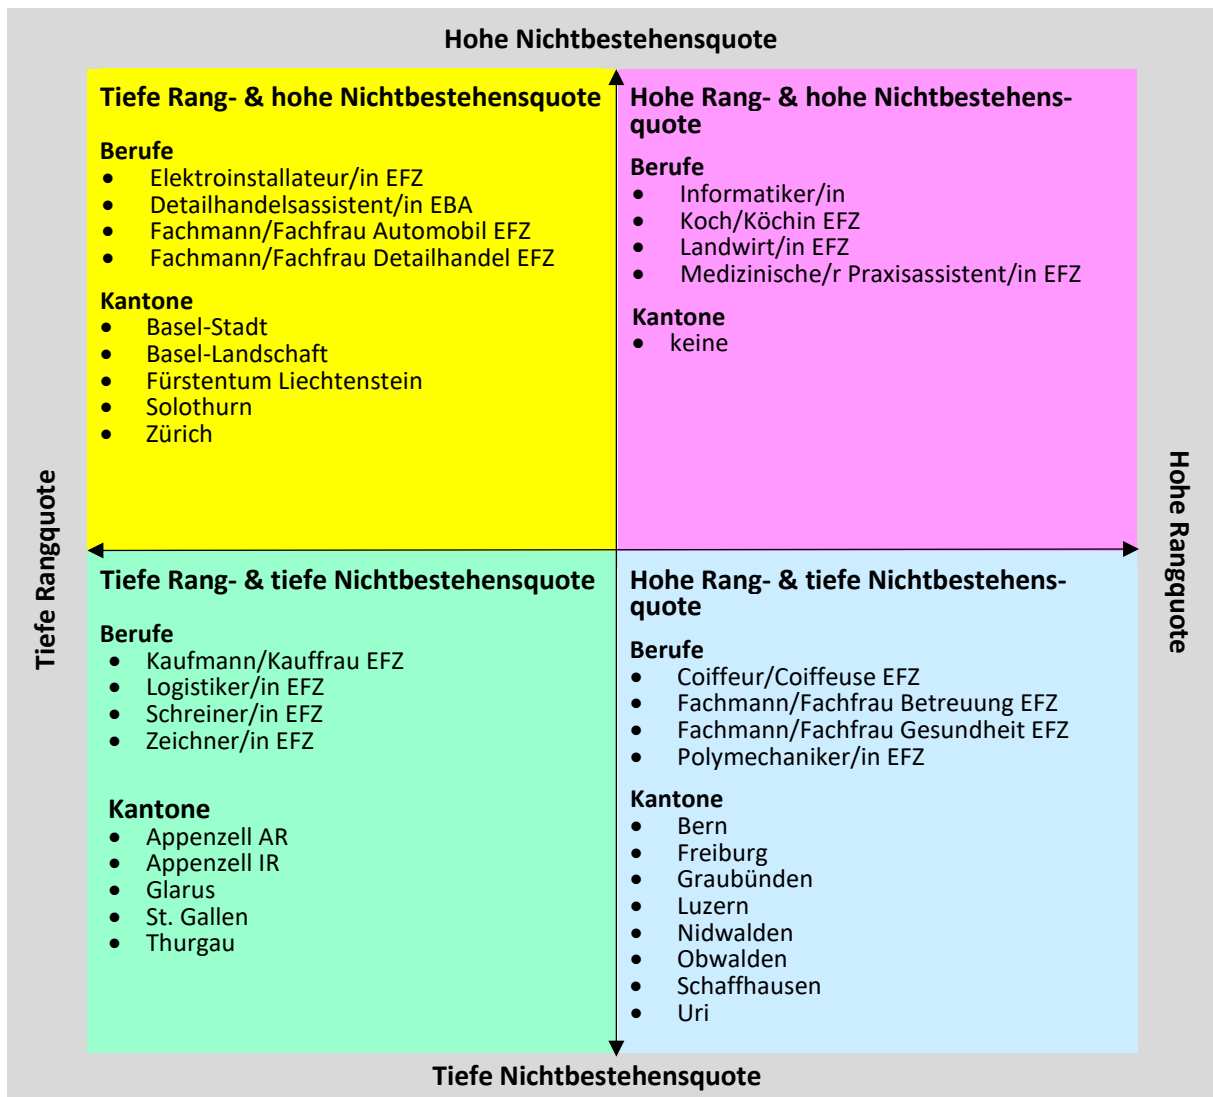 Hohe Nichtbestehensquote
Tiefe Rang- & hohe Nichtbestehensquote
Berufe
• Elektroinstallateur/in EFZ
• Detailhandelsassistent/in EBA
• Fachmann/Fachfrau Automobil EFZ
• Fachmann/Fachfrau Detailhandel EFZ
Kantone
• Basel-Stadt
• Basel-Landschaft
• Fürstentum Liechtenstein
• Solothurn
• Zürich
Hohe Rang- & hohe Nichtbestehens-
quote
Berufe
• Informatiker/in
• Koch/Köchin EFZ
• Landwirt/in EFZ
• Medizinische/r Praxisassistent/in EFZ
Kantone
• keine
Tiefe Rangquote
Hohe Rangquote
Tiefe Rang- & tiefe Nichtbestehensquote
Berufe
• Kaufmann/Kauffrau EFZ
• Logistiker/in EFZ
• Schreiner/in EFZ
• Zeichner/in EFZ
Kantone
• Appenzell AR
• Appenzell IR
• Glarus
• St. Gallen
• Thurgau
Hohe Rang- & tiefe Nichtbestehens-
quote
Berufe
• Coiffeur/Coiffeuse EFZ
• Fachmann/Fachfrau Betreuung EFZ
• Fachmann/Fachfrau Gesundheit EFZ
• Polymechaniker/in EFZ
Kantone
• Bern
• Freiburg
• Graubünden
• Luzern
• Nidwalden
• Obwalden
• Schaffhausen
• Uri
Tiefe Nichtbestehensquote